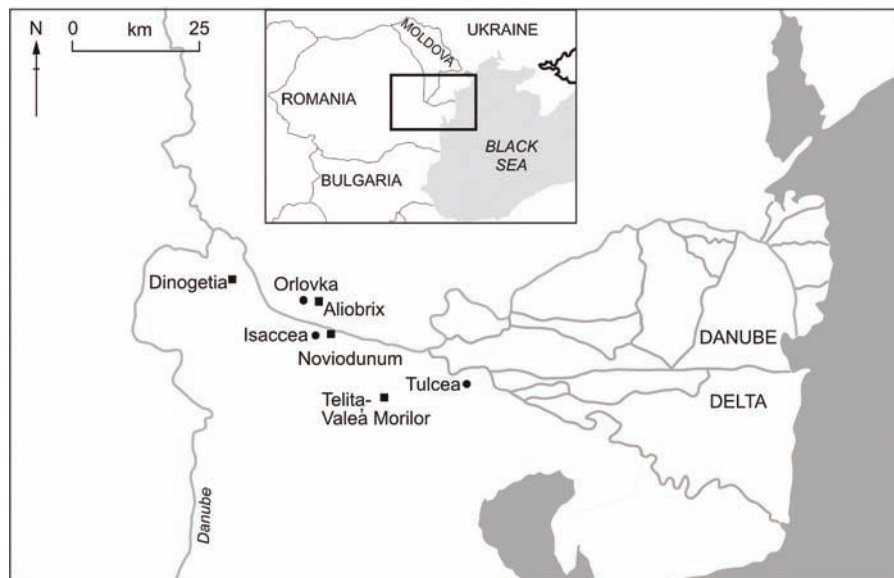 N
0 km 25
UKRAINE
MOLDOVA
ROMANIA
BLACK
SEA
BULGARIA
Dinogetia
Orlovka
Aliobrix
Isaccea
Noviodunum
DANUBE
Tulcea
Teliţa-
Valea Morilor
DELTA
Danube